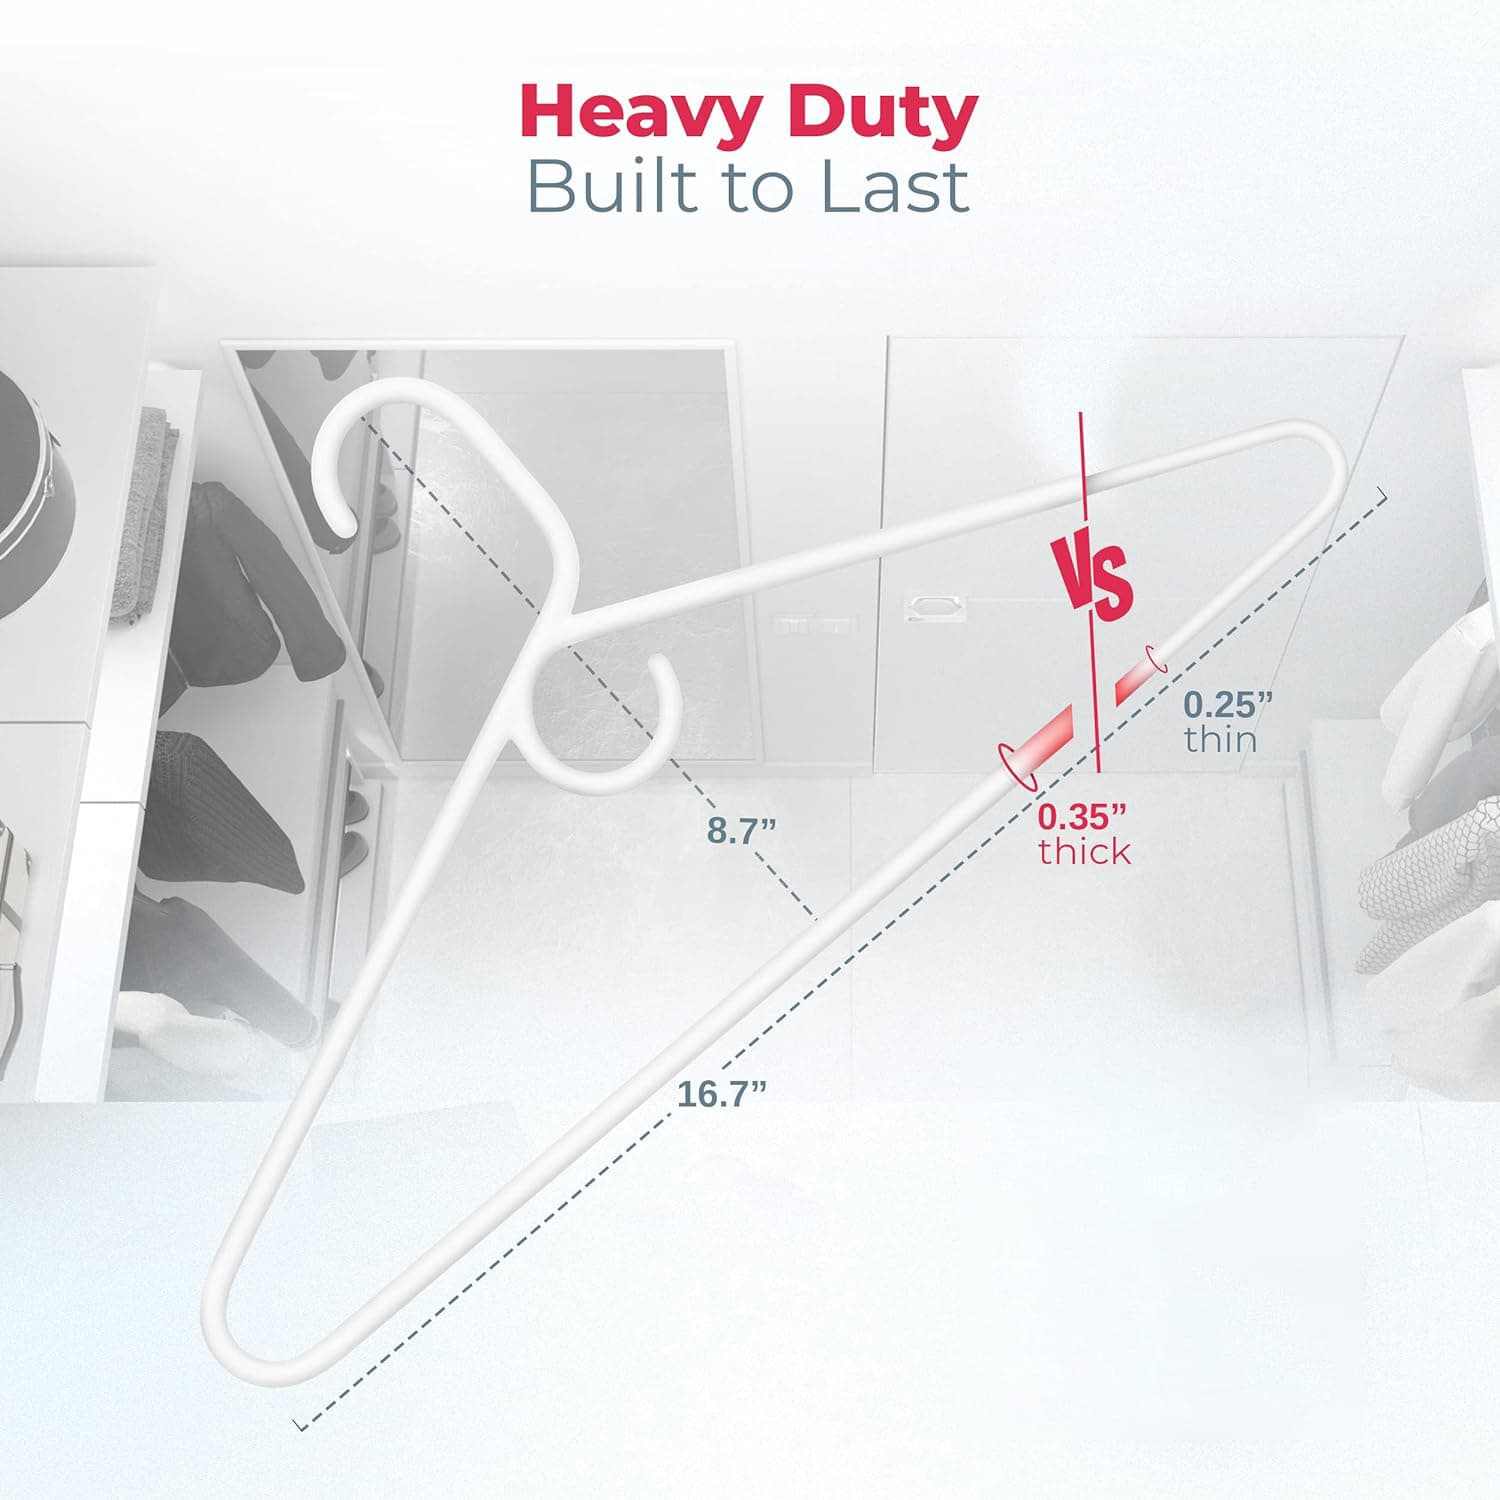 Heavy Duty
Built to Last
VS
0.25”
thin
0.35”
thick
8.7”
16.7”